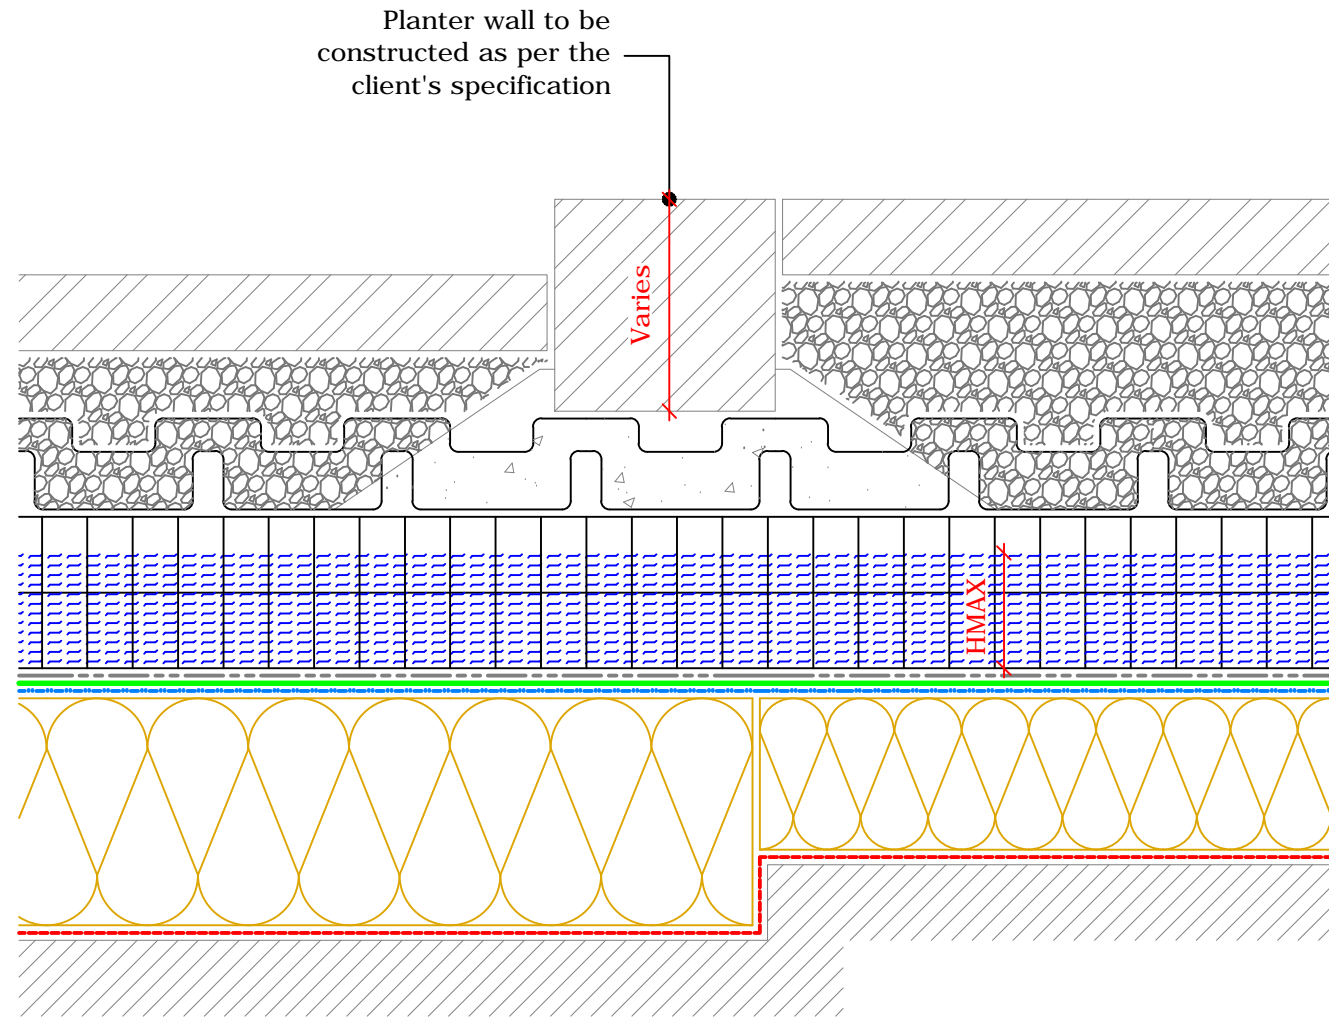 Planter wall to be
constructed as per the
client's specification
Varies
HMAX